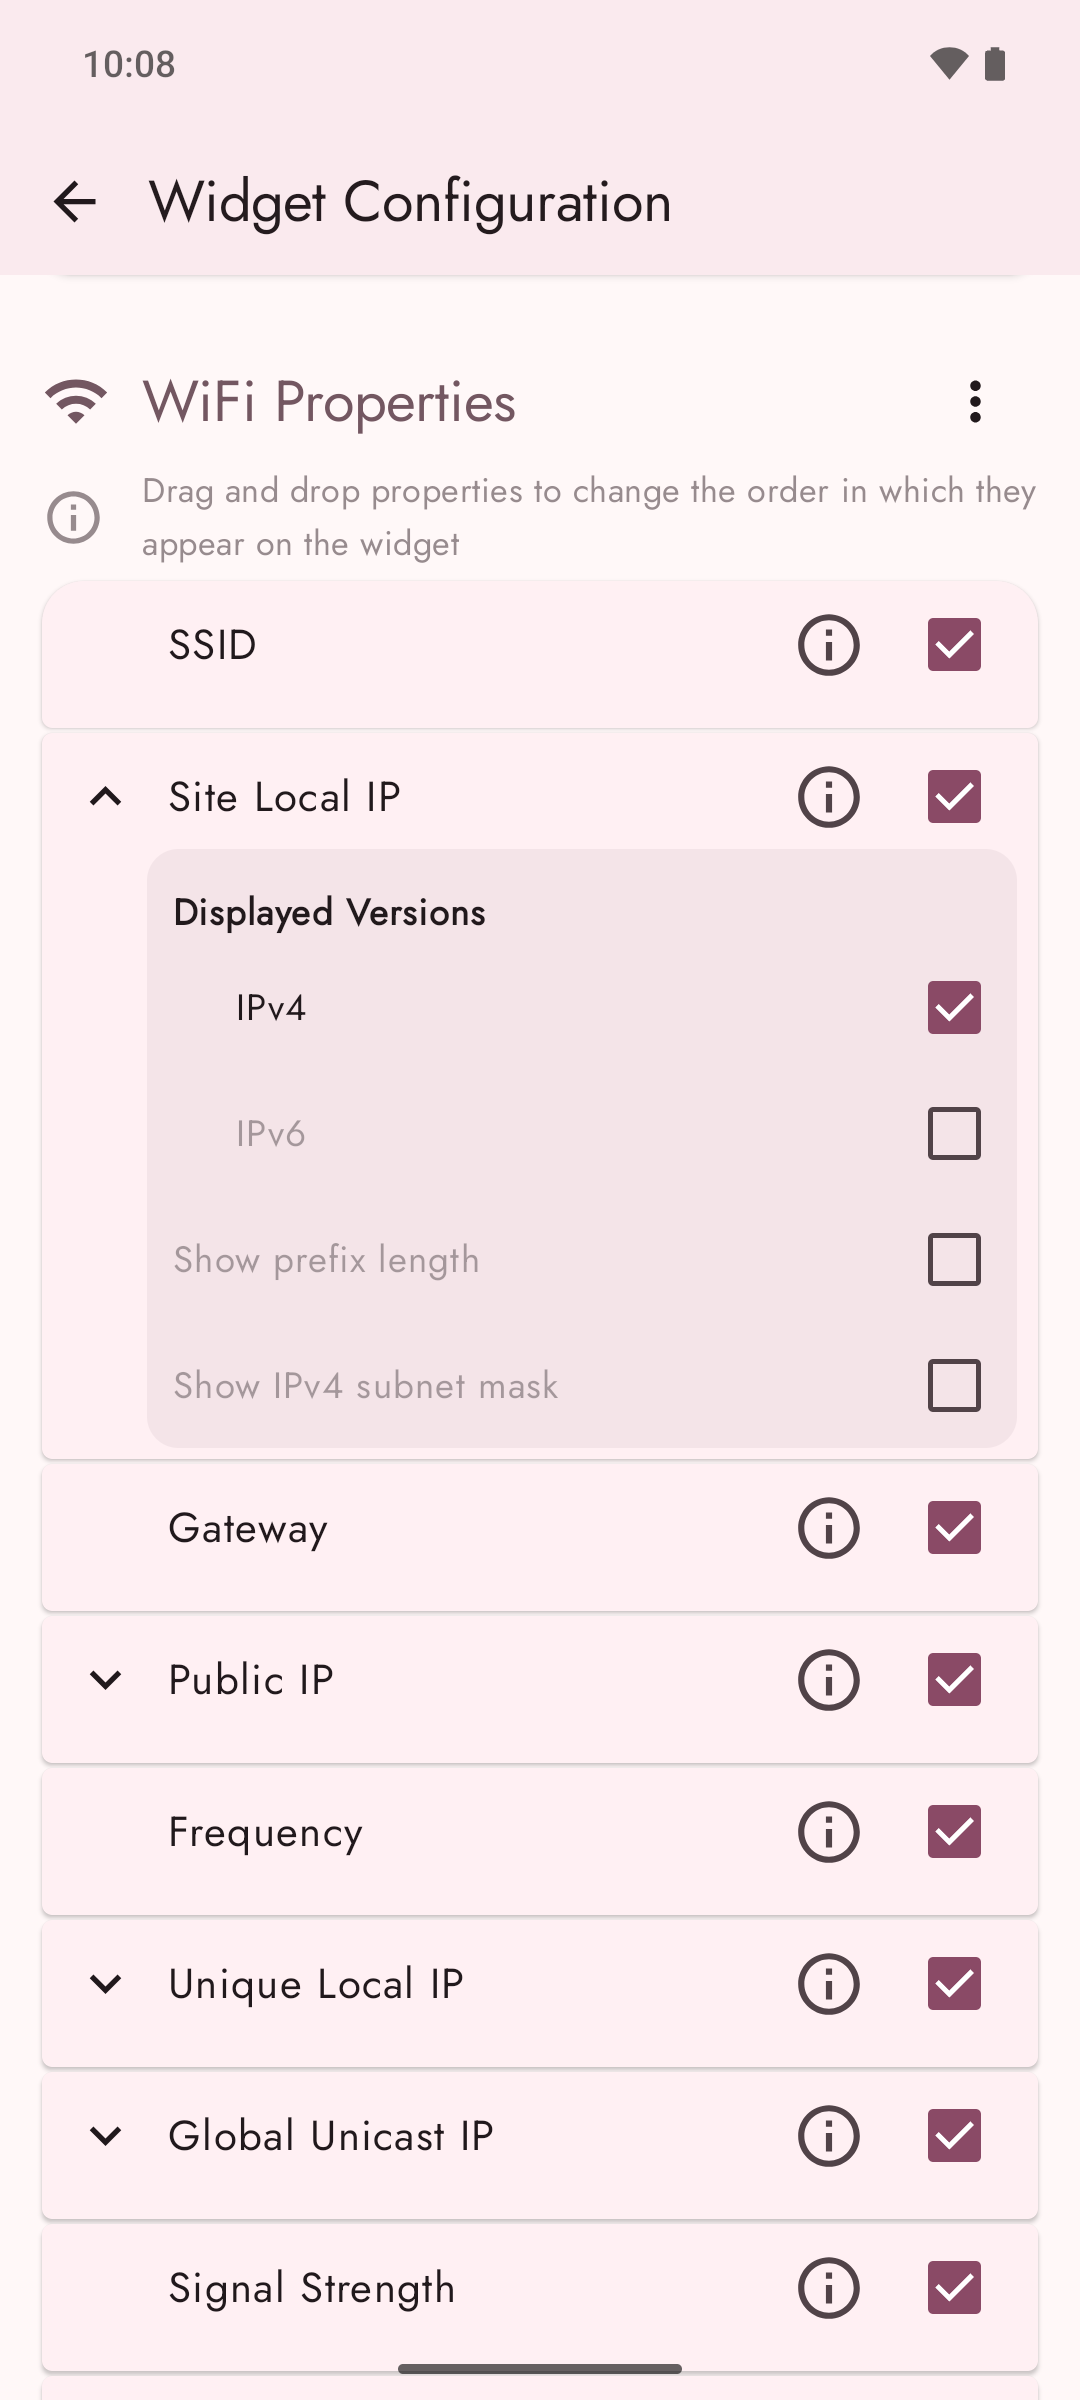 10:08
Widget Configuration
WiFi Properties
Drag and drop properties to change the order in which they
appear on the widget
SSID
Site Local IP
Displayed Versions
IPv4
IPv6
Show prefix length
Show IPv4 subnet mask
Gateway
Public IP
Frequency
Unique Local IP
Global Unicast IP
Signal Strength